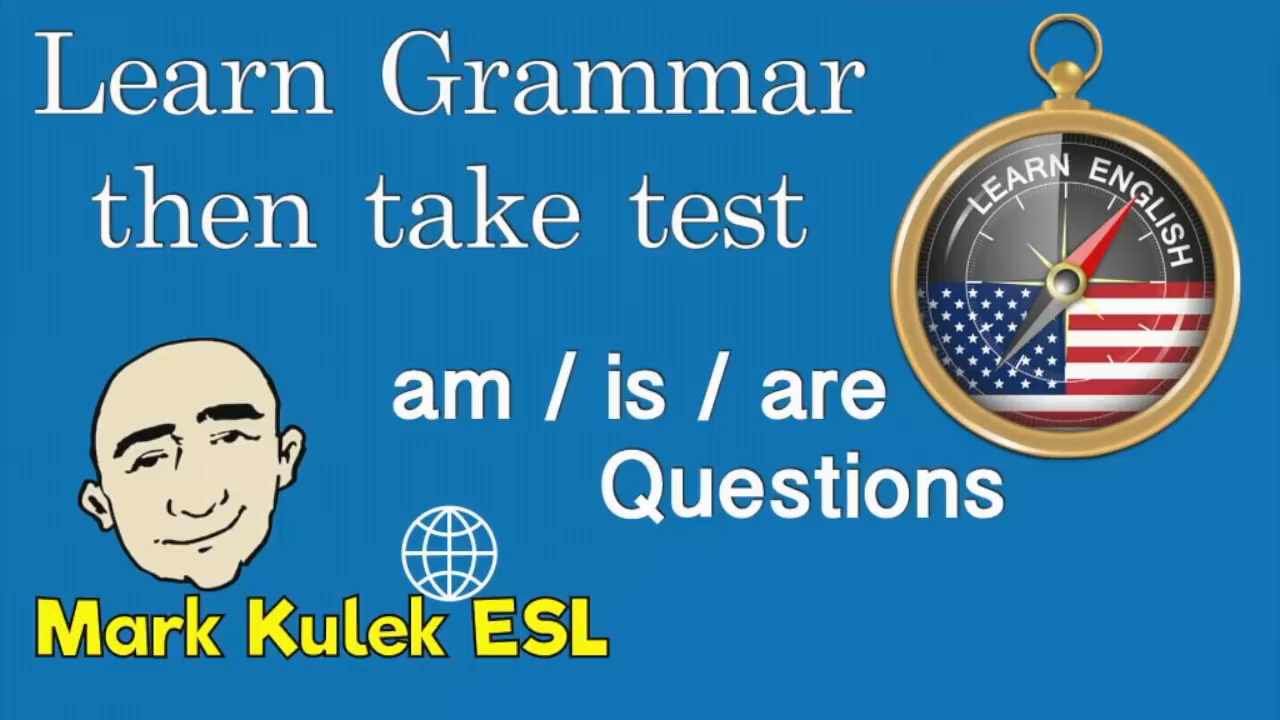 Learn Grammar
then take test
LEARN ENGLISH
am / is / are
Questions
Mark Kulek ESL